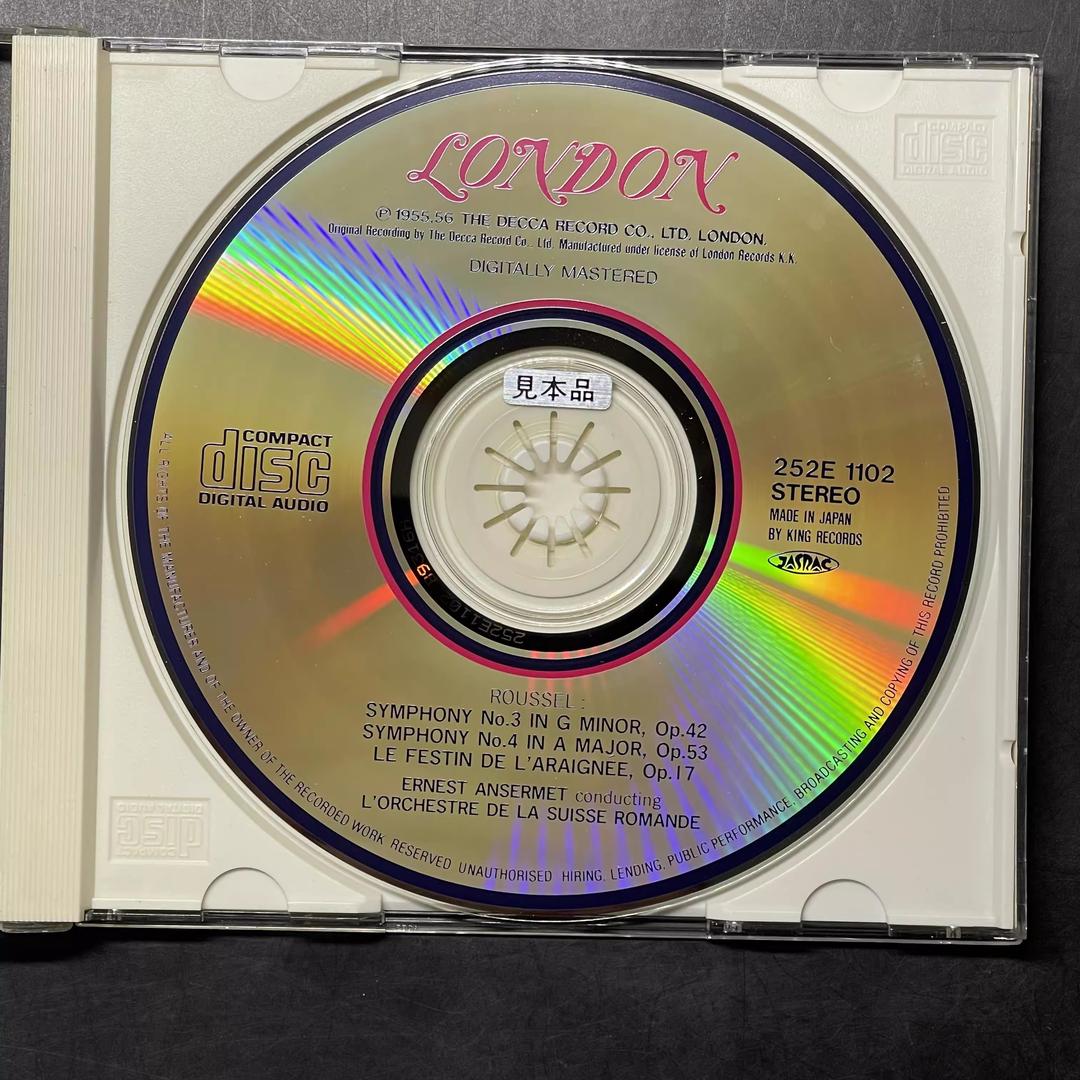 LONDON
℗ 1955,56 THE DECCA RECORD CO., LTD. LONDON.
Original Recording by The Decca Record Co., Ltd. Manufactured under license of London Records K.K.
DIGITALLY MASTERED
見本品
COMPACT
disc
DIGITAL AUDIO
252E 1102
STEREO
MADE IN JAPAN
BY KING RECORDS
JASRAC
ROUSSEL:
SYMPHONY No.3 IN G MINOR, Op.42
SYMPHONY No.4 IN A MAJOR, Op.53
LE FESTIN DE L'ARAIGNEE, Op.17
ERNEST ANSERMET conducting
L'ORCHESTRE DE LA SUISSE ROMANDE
ALL RIGHTS OF THE MANUFACTURER AND OF THE OWNER OF THE RECORDED WORK RESERVED UNAUTHORISED HIRING, LENDING, PUBLIC PERFORMANCE, BROADCASTING AND COPYING OF THIS RECORD PROHIBITED
COMPACT
disc
DIGITAL AUDIO
COMPACT
disc
DIGITAL AUDIO